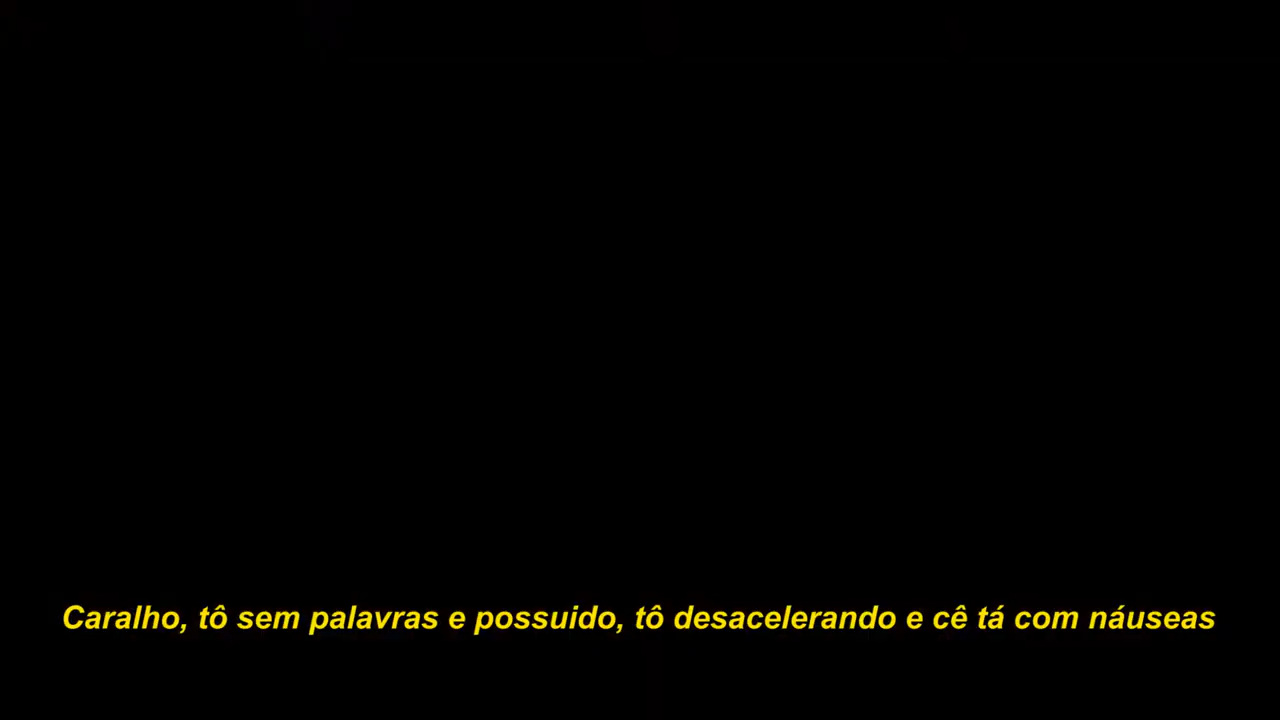 Caralho, tô sem palavras e possuido, tô desacelerando e cê tá com náuseas